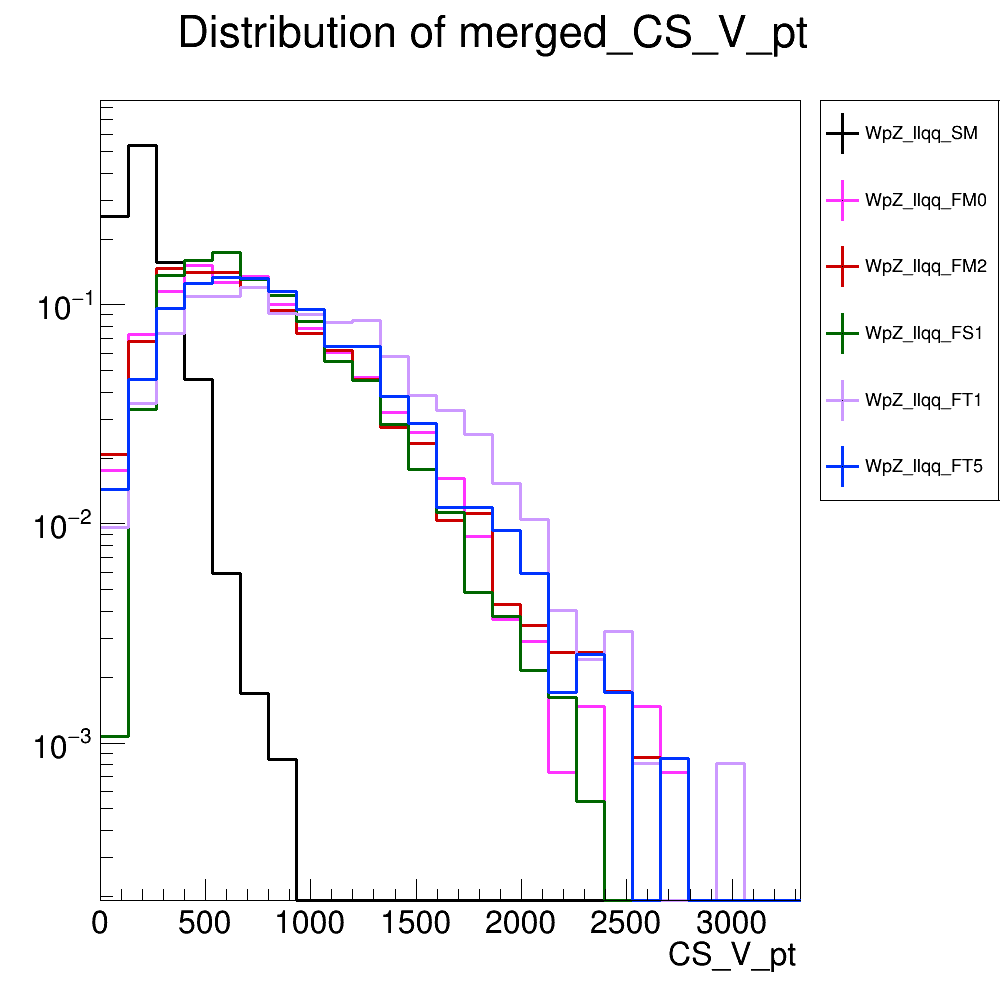 Distribution of merged_CS_V_pt
WpZ_llqq_SM
WpZ_llqq_FM0
WpZ_llqq_FM2
WpZ_llqq_FS1
WpZ_llqq_FT1
WpZ_llqq_FT5
10⁻¹
10⁻²
10⁻³
0 500 1000 1500 2000 2500 3000
CS_V_pt